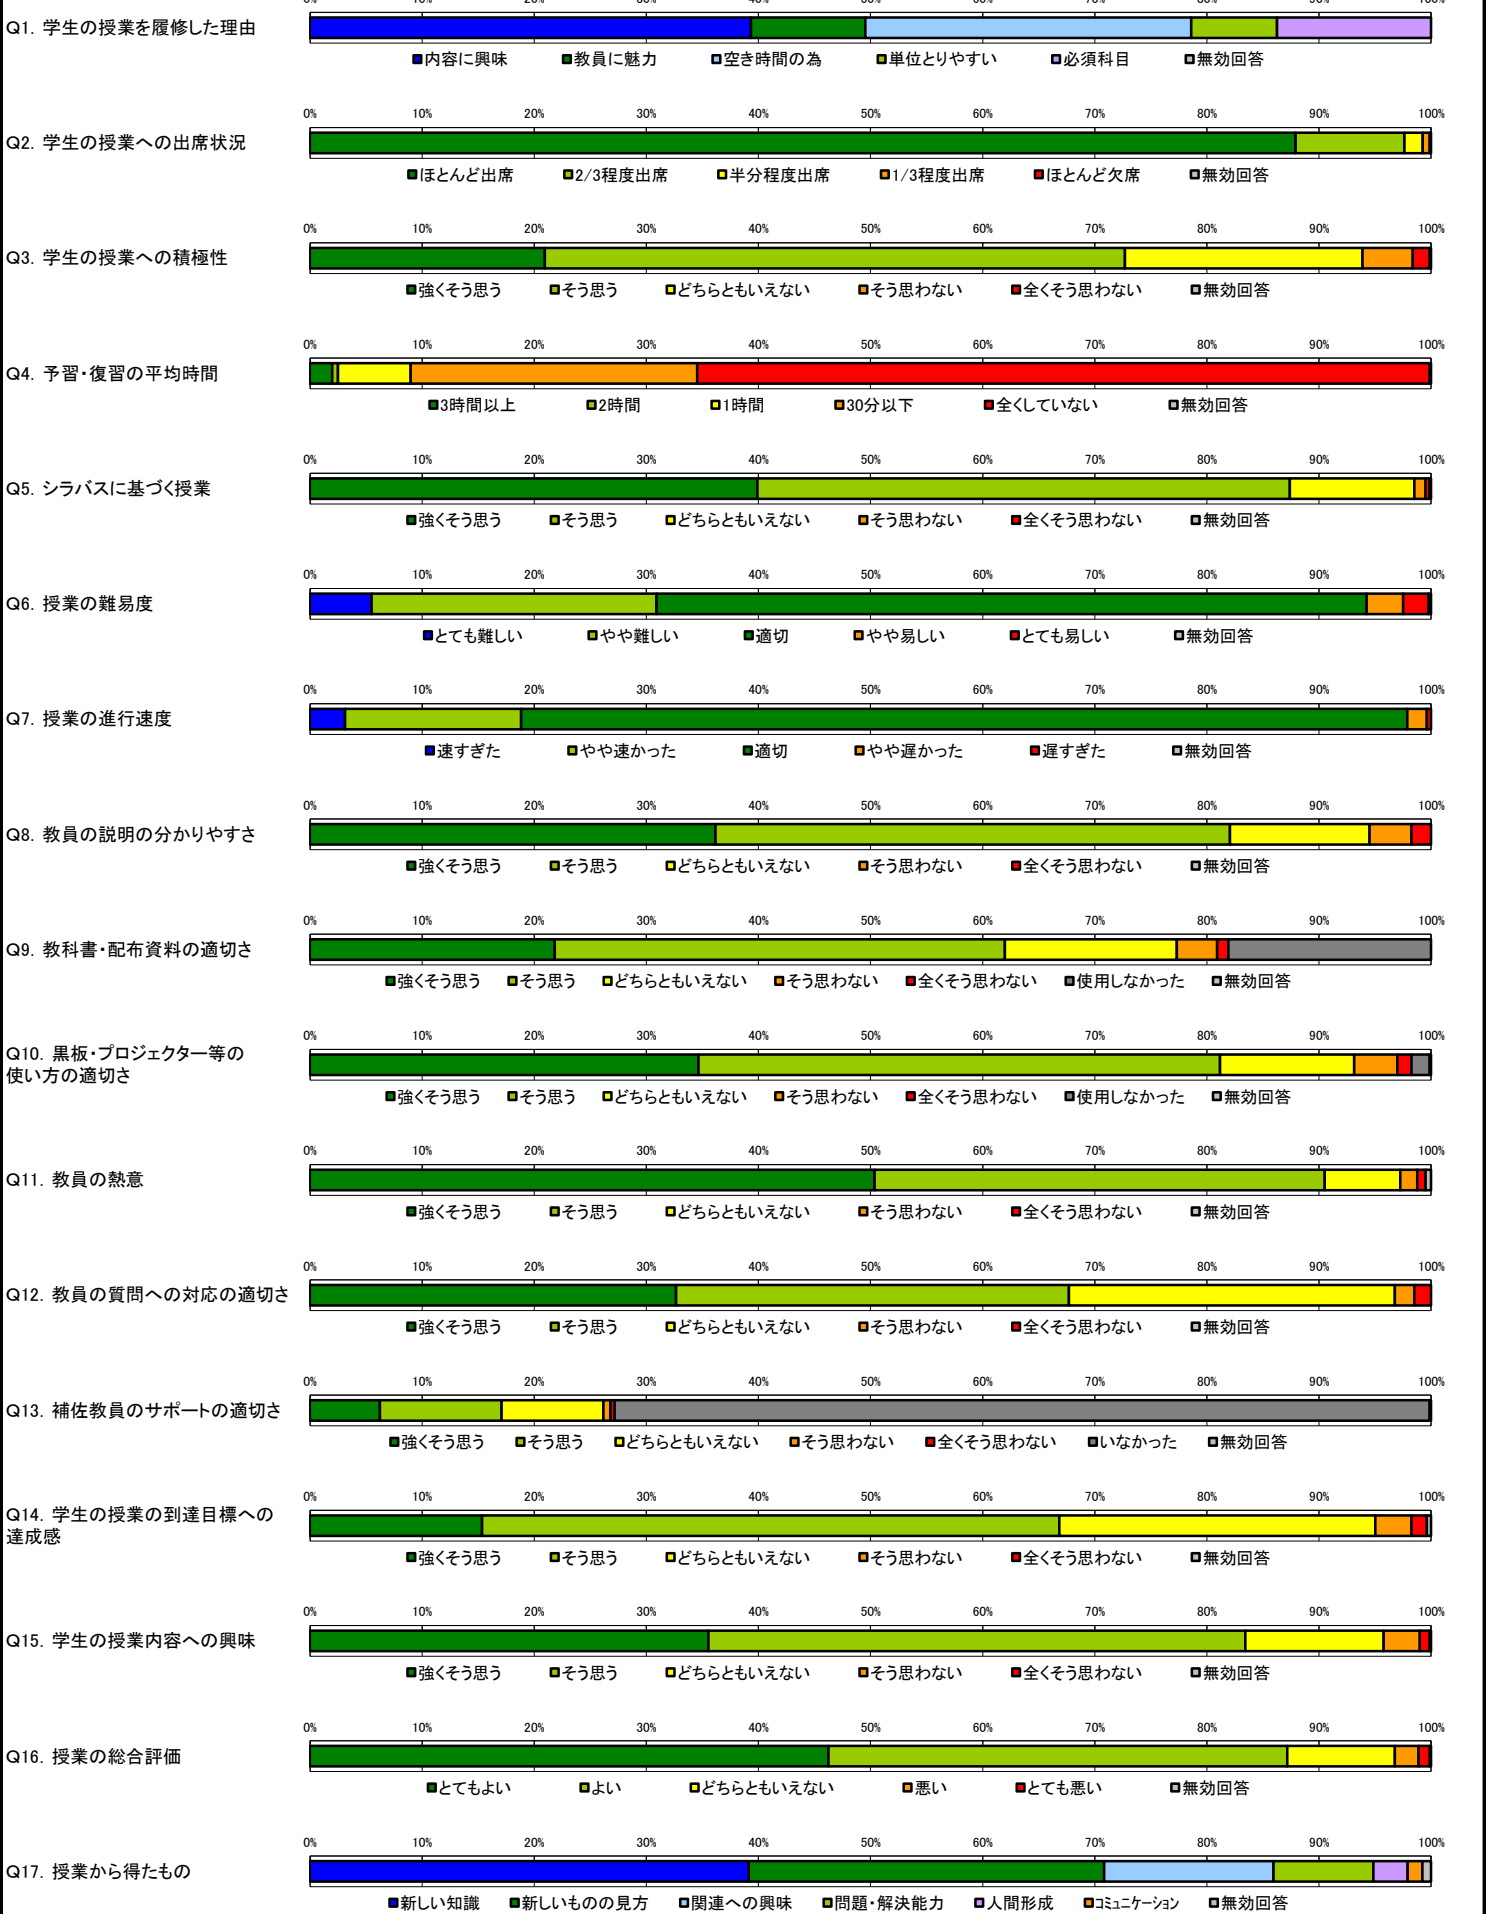 0% 10% 20% 30% 40% 50% 60% 70% 80% 90% 100%
Q1. 学生の授業を履修した理由
内容に興味 教員に魅力 空き時間の為 単位とりやすい 必須科目 無効回答
0% 10% 20% 30% 40% 50% 60% 70% 80% 90% 100%
Q2. 学生の授業への出席状況
ほとんど出席 2/3程度出席 半分程度出席 1/3程度出席 ほとんど欠席 無効回答
0% 10% 20% 30% 40% 50% 60% 70% 80% 90% 100%
Q3. 学生の授業への積極性
強くそう思う そう思う どちらともいえない そう思わない 全くそう思わない 無効回答
0% 10% 20% 30% 40% 50% 60% 70% 80% 90% 100%
Q4. 予習・復習の平均時間
3時間以上 2時間 1時間 30分以下 全くしていない 無効回答
0% 10% 20% 30% 40% 50% 60% 70% 80% 90% 100%
Q5. シラバスに基づく授業
強くそう思う そう思う どちらともいえない そう思わない 全くそう思わない 無効回答
0% 10% 20% 30% 40% 50% 60% 70% 80% 90% 100%
Q6. 授業の難易度
とても難しい やや難しい 適切 やや易しい とても易しい 無効回答
0% 10% 20% 30% 40% 50% 60% 70% 80% 90% 100%
Q7. 授業の進行速度
速すぎた やや速かった 適切 やや遅かった 遅すぎた 無効回答
0% 10% 20% 30% 40% 50% 60% 70% 80% 90% 100%
Q8. 教員の説明の分かりやすさ
強くそう思う そう思う どちらともいえない そう思わない 全くそう思わない 無効回答
0% 10% 20% 30% 40% 50% 60% 70% 80% 90% 100%
Q9. 教科書・配布資料の適切さ
強くそう思う そう思う どちらともいえない そう思わない 全くそう思わない 使用しなかった 無効回答
0% 10% 20% 30% 40% 50% 60% 70% 80% 90% 100%
Q10. 黒板・プロジェクター等の
使い方の適切さ
強くそう思う そう思う どちらともいえない そう思わない 全くそう思わない 使用しなかった 無効回答
0% 10% 20% 30% 40% 50% 60% 70% 80% 90% 100%
Q11. 教員の熱意
強くそう思う そう思う どちらともいえない そう思わない 全くそう思わない 無効回答
0% 10% 20% 30% 40% 50% 60% 70% 80% 90% 100%
Q12. 教員の質問への対応の適切さ
強くそう思う そう思う どちらともいえない そう思わない 全くそう思わない 無効回答
0% 10% 20% 30% 40% 50% 60% 70% 80% 90% 100%
Q13. 補佐教員のサポートの適切さ
強くそう思う そう思う どちらともいえない そう思わない 全くそう思わない いなかった 無効回答
0% 10% 20% 30% 40% 50% 60% 70% 80% 90% 100%
Q14. 学生の授業の到達目標への
達成感
強くそう思う そう思う どちらともいえない そう思わない 全くそう思わない 無効回答
0% 10% 20% 30% 40% 50% 60% 70% 80% 90% 100%
Q15. 学生の授業内容への興味
強くそう思う そう思う どちらともいえない そう思わない 全くそう思わない 無効回答
0% 10% 20% 30% 40% 50% 60% 70% 80% 90% 100%
Q16. 授業の総合評価
とてもよい よい どちらともいえない 悪い とても悪い 無効回答
0% 10% 20% 30% 40% 50% 60% 70% 80% 90% 100%
Q17. 授業から得たもの
新しい知識 新しいものの見方 関連への興味 問題・解決能力 人間形成 コミュニケーション 無効回答